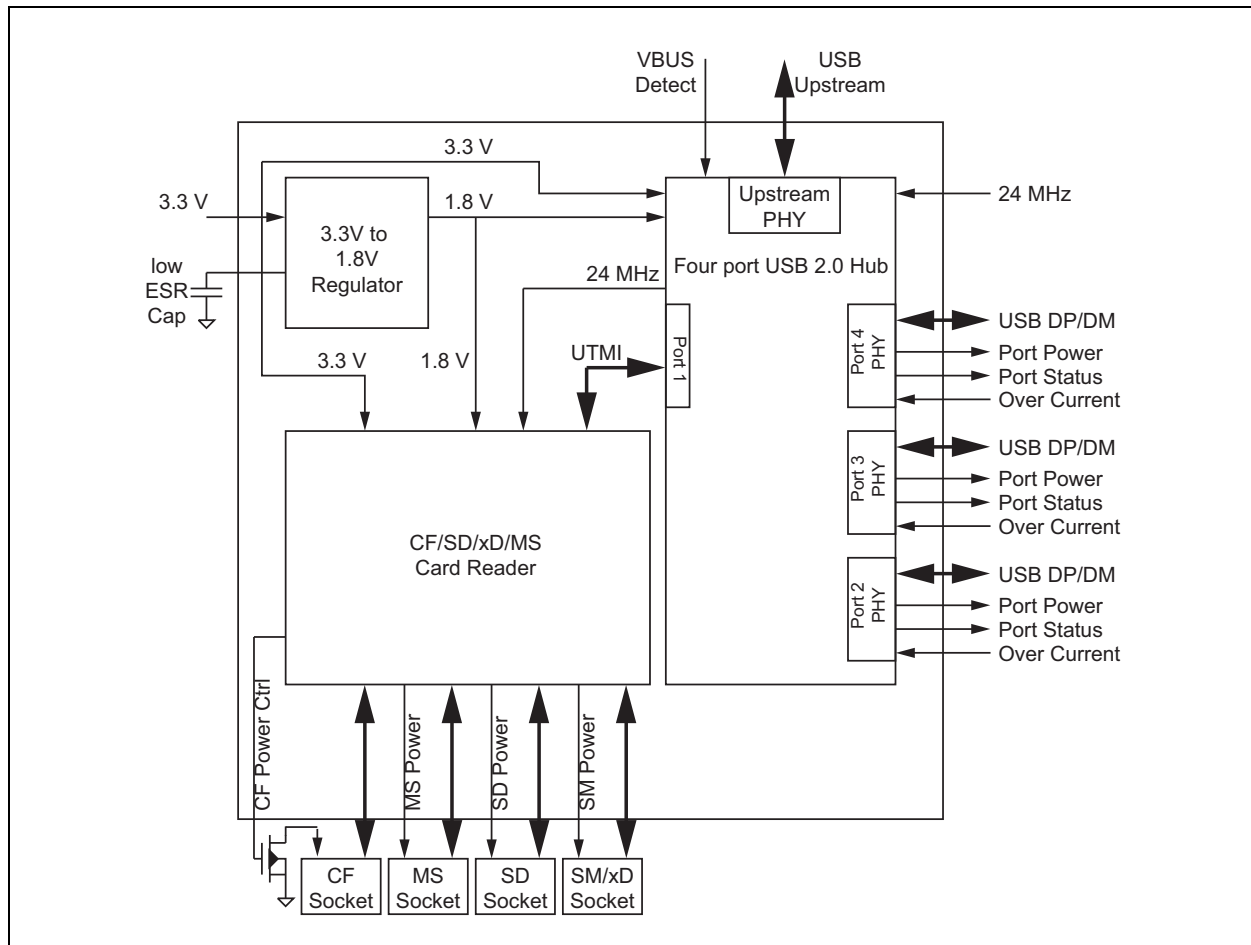 VBUS
Detect
USB
Upstream
3.3 V
3.3 V
3.3V to
1.8V
Regulator
1.8 V
Upstream
PHY
24 MHz
low
ESR
Cap
24 MHz
Four port USB 2.0 Hub
3.3 V
1.8 V
UTMI
Port 1
Port 4
PHY
USB DP/DM
Port Power
Port Status
Over Current
Port 3
PHY
USB DP/DM
Port Power
Port Status
Over Current
Port 2
PHY
USB DP/DM
Port Power
Port Status
Over Current
CF/SD/xD/MS
Card Reader
CF Power Ctrl
MS Power
SD Power
SM Power
CF
Socket
MS
Socket
SD
Socket
SM/xD
Socket